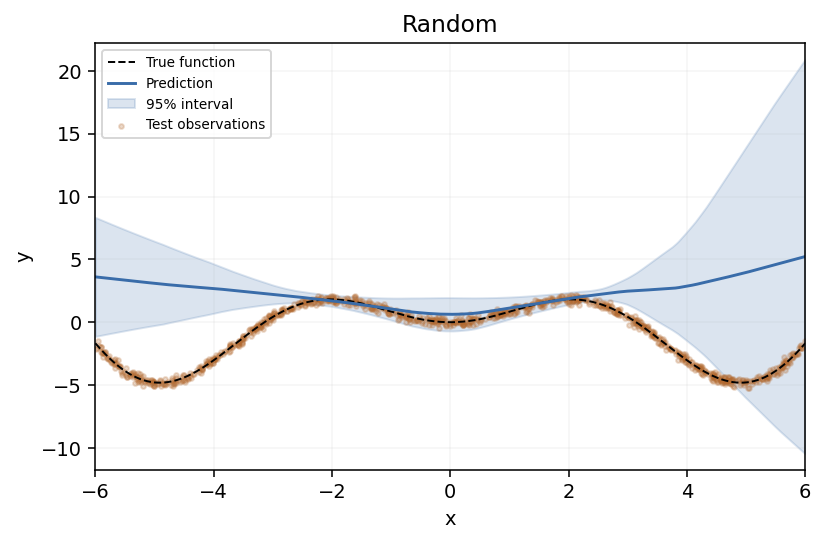 Random
True function
Prediction
95% interval
Test observations
20
15
10
5
0
−5
−10
y
−6
−4
−2
0
2
4
6
x